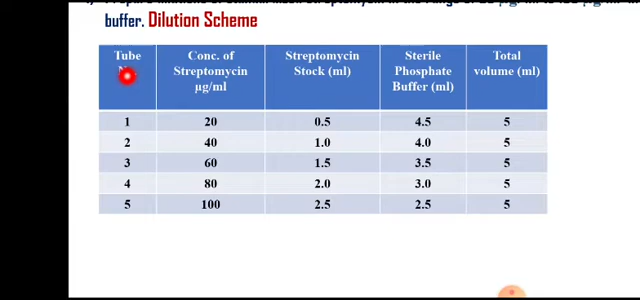 buffer. Dilution Scheme
Tube
Conc. of Streptomycin µg/ml
Streptomycin Stock (ml)
Sterile Phosphate Buffer (ml)
Total volume (ml)
1 20 0.5 4.5 5
2 40 1.0 4.0 5
3 60 1.5 3.5 5
4 80 2.0 3.0 5
5 100 2.5 2.5 5